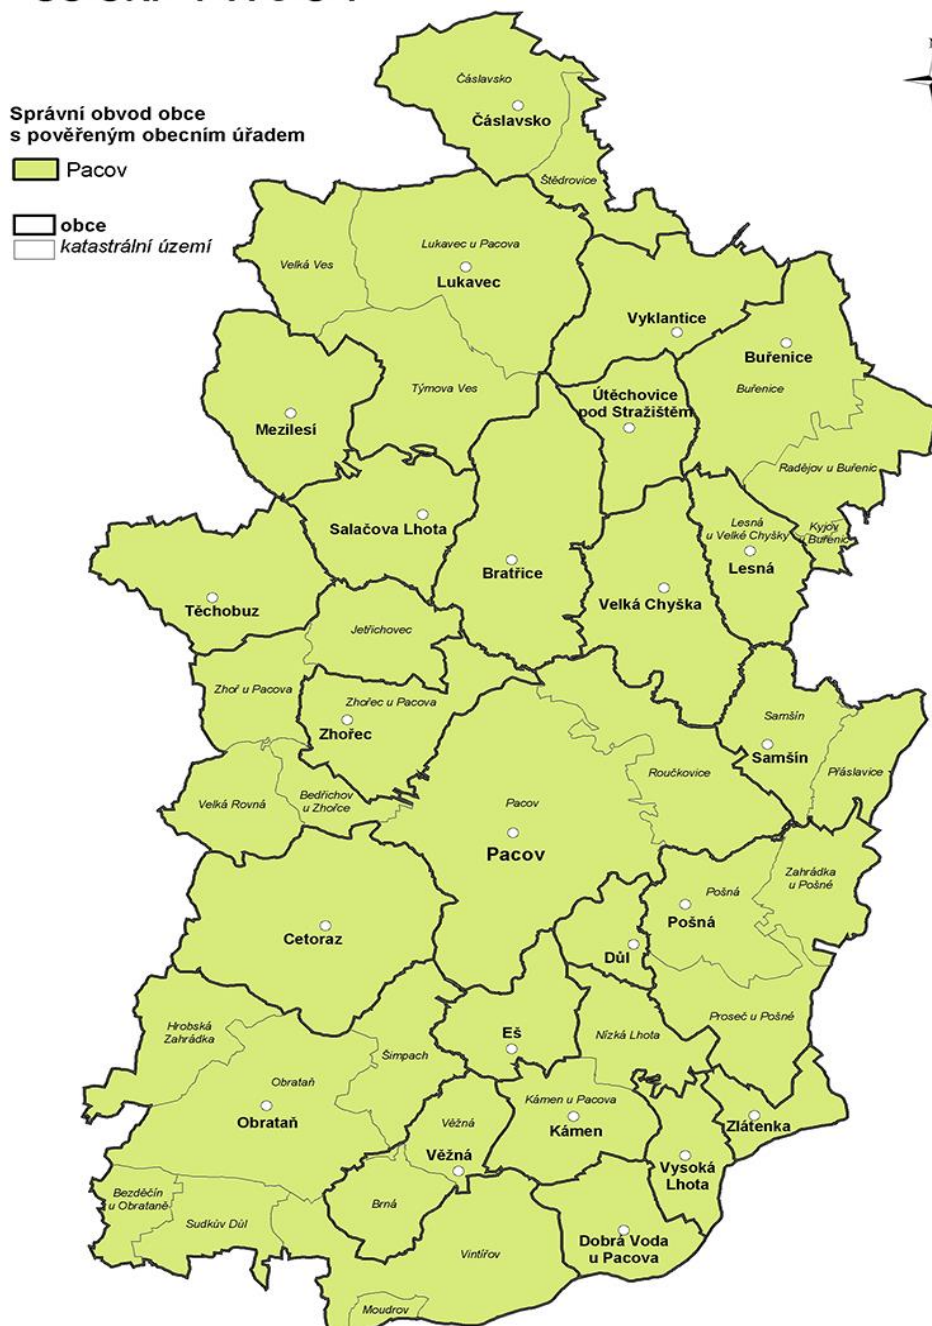 Správní obvod obce
s pověřeným obecním úřadem
Pacov
obce
katastrální území
Čáslavsko
Čáslavsko
Štědrovice
Lukavec u Pacova
Velká Ves
Lukavec
Vyklantice
Buřenice
Buřenice
Týmova Ves
Útěchovice
pod Stražištěm
Mezilesí
Radějov u Buřenic
Salačova Lhota
Lesná
u Velké Chyšky
Kyjov
u Buřenic
Lesná
Bratřice
Velká Chyška
Těchobuz
Jetřichovec
Zhoř u Pacova
Zhořec u Pacova
Zhořec
Samšín
Samšín
Přáslavice
Roučkovice
Velká Rovná
Bedřichov
u Zhořce
Pacov
Pacov
Zahrádka
u Pošné
Pošná
Pošná
Cetoraz
Důl
Proseč u Pošné
Hrobská
Zahrádka
Eš
Nízká Lhota
Šimpach
Obrataň
Obrataň
Kámen u Pacova
Kámen
Věžná
Věžná
Zlátenka
Vysoká
Lhota
Bezděčín
u Obrataně
Brná
Sudkův Důl
Dobrá Voda
u Pacova
Vintířov
Moudrov